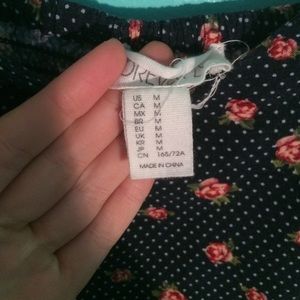 US M
CA M
MX M
BR M
EU M
UK M
KR M
JP M
CN 165/72A
MADE IN CHINA